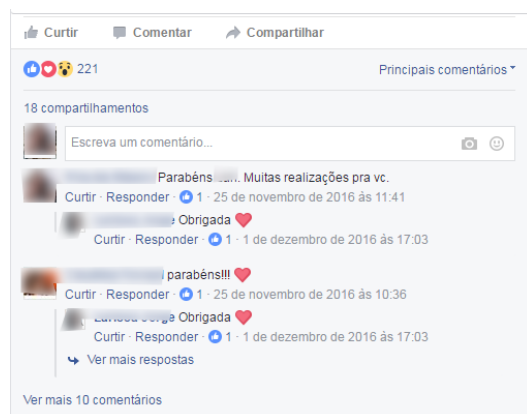 Curtir Comentar Compartilhar
221 Principais comentários
18 compartilhamentos
Escreva um comentário...
Parabéns Muitas realizações pra vc.
Curtir · Responder · 1 · 25 de novembro de 2016 às 11:41
Obrigada
Curtir · Responder · 1 · 1 de dezembro de 2016 às 17:03
parabéns!!!
Curtir · Responder · 1 · 25 de novembro de 2016 às 10:36
Obrigada
Curtir · Responder · 1 · 1 de dezembro de 2016 às 17:03
Ver mais respostas
Ver mais 10 comentários